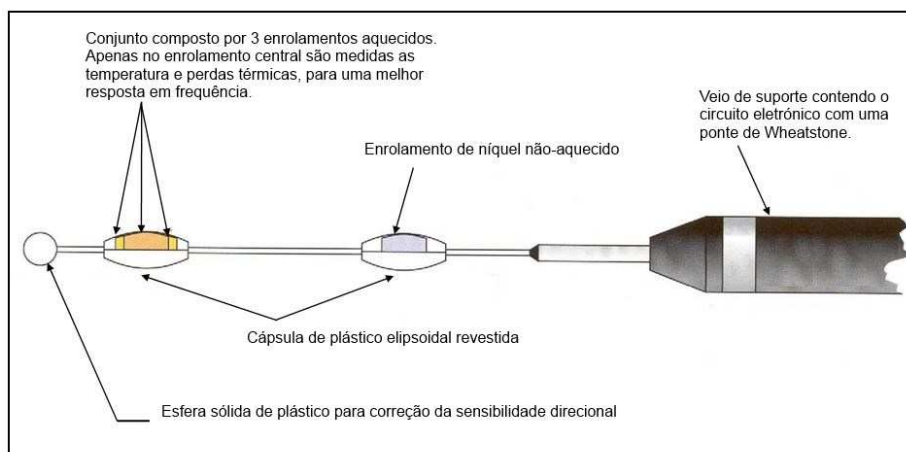 Conjunto composto por 3 enrolamentos aquecidos.
Apenas no enrolamento central são medidas as
temperatura e perdas térmicas, para uma melhor
resposta em frequência.
Veio de suporte contendo o
circuito eletrónico com uma
ponte de Wheatstone.
Enrolamento de níquel não-aquecido
Cápsula de plástico elipsoidal revestida
Esfera sólida de plástico para correção da sensibilidade direcional